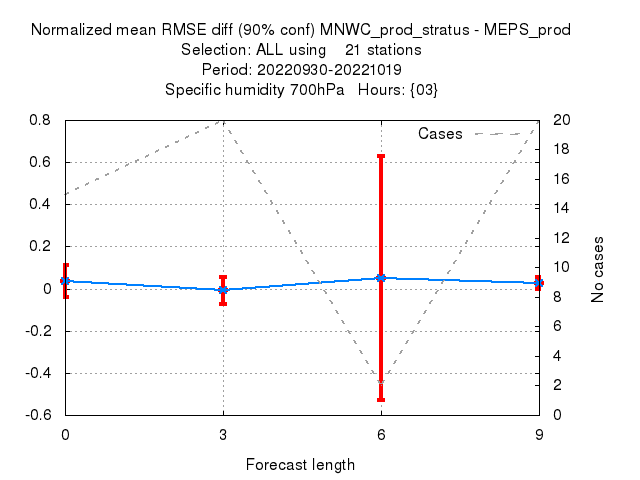 Normalized mean RMSE diff (90% conf) MNWC_prod_stratus - MEPS_prod
Selection: ALL using 21 stations
Period: 20220930-20221019
Specific humidity 700hPa Hours: {03}
Cases
0.8
0.6
0.4
0.2
0
-0.2
-0.4
-0.6
20
18
16
14
12
10
8
6
4
2
0
No cases
0 3 6 9
Forecast length